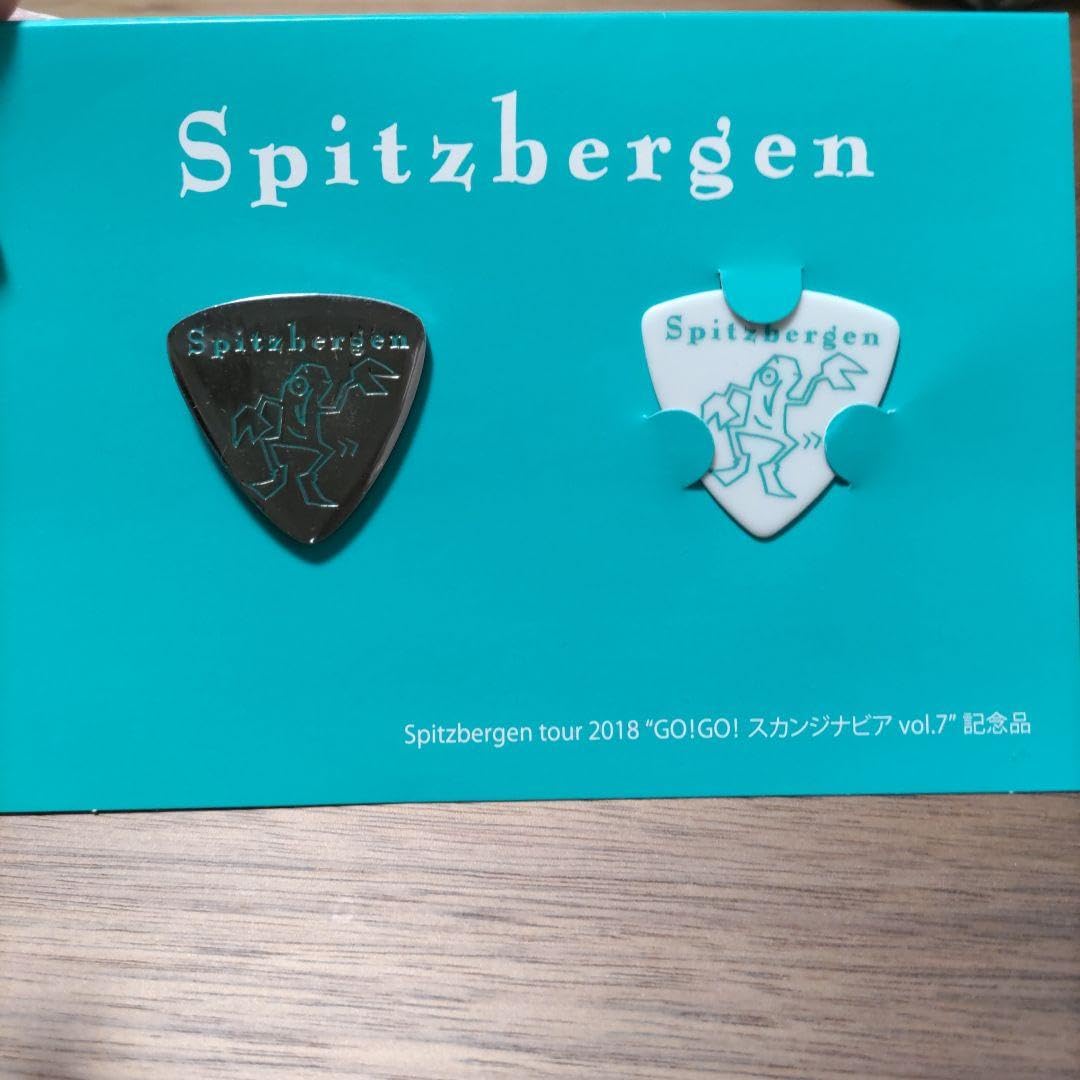 Spitzbergen
Spitzbergen
Spitzbergen
Spitzbergen tour 2018 “GO!GO! スカンジナビア vol.7” 記念品